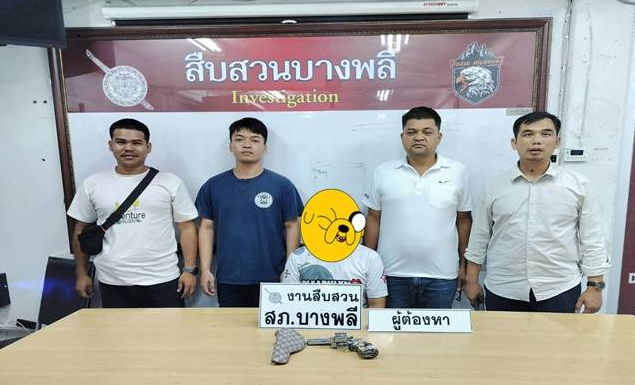 สืบสวนบางพลี
Investigation
งานสืบสวน
สภ.บางพลี
ผู้ต้องหา